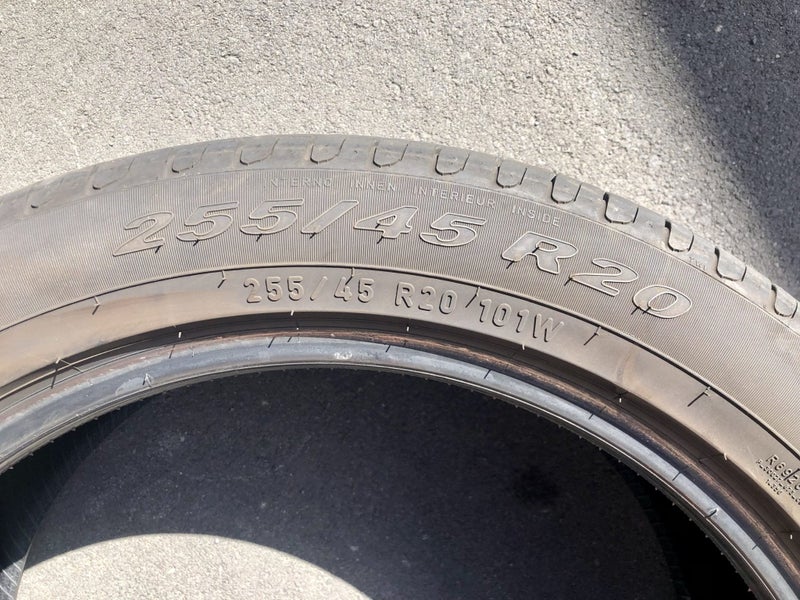 INTERNO INNEN INTERIEUR INSIDE
255/45 R20
255/45 R20 101W